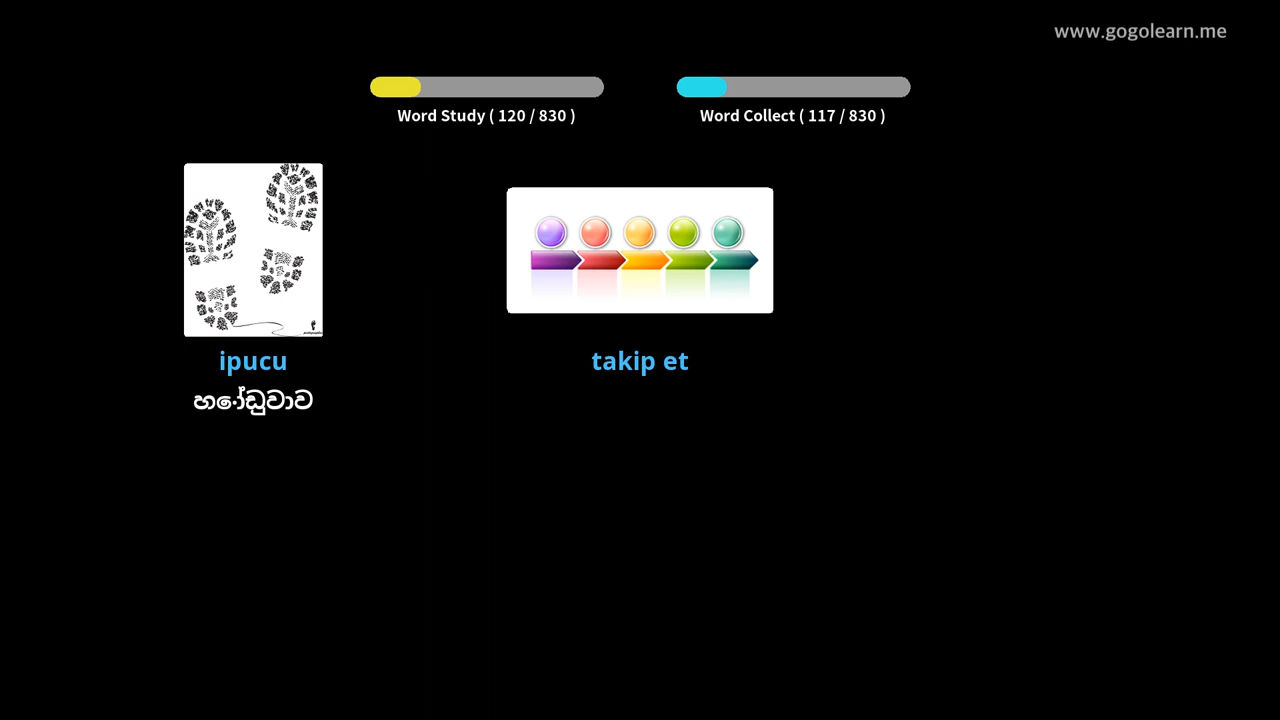 www.gogolearn.me
Word Study ( 120 / 830 )
Word Collect ( 117 / 830 )
ipucu
takip et
හෝඬුවාව